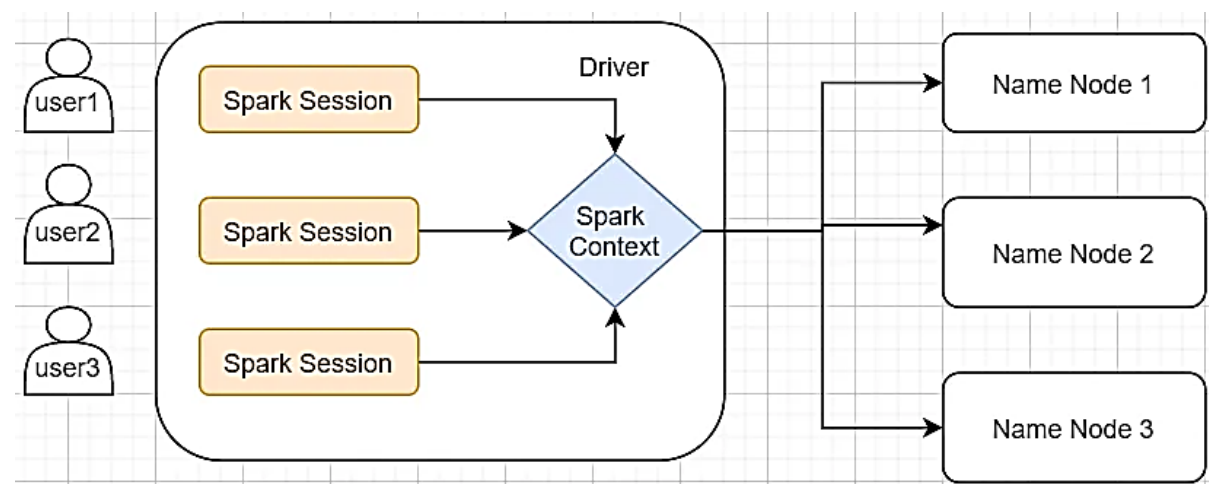 user1
Spark Session
Driver
Name Node 1
user2
Spark Session
Spark
Context
Name Node 2
user3
Spark Session
Name Node 3